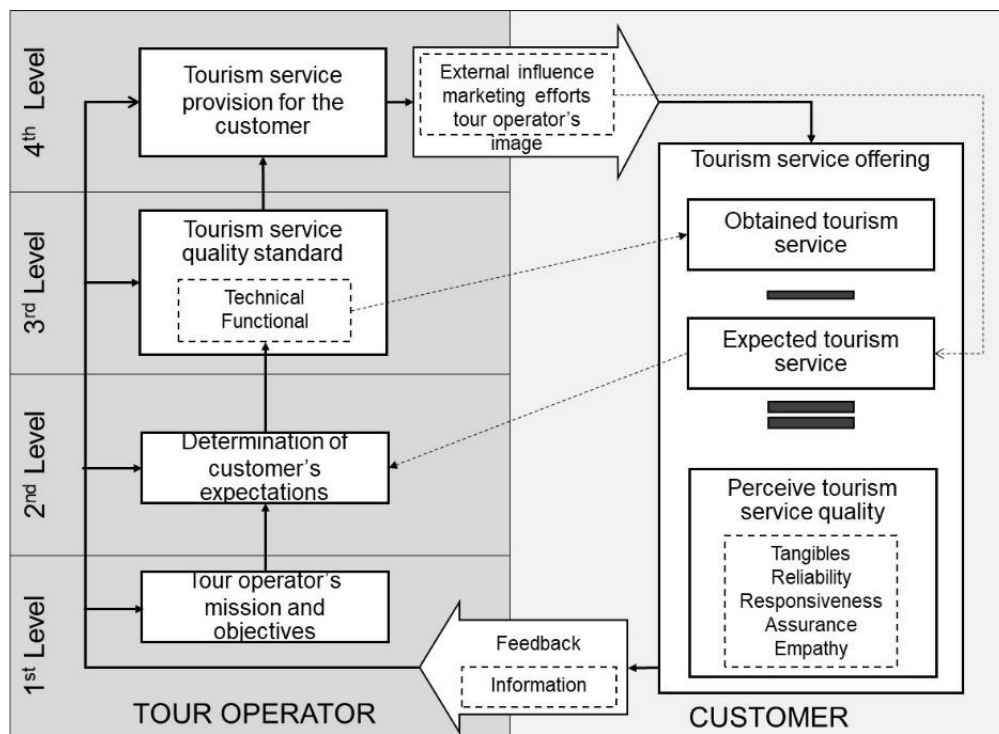 4th Level
Tourism service
provision for the
customer
External influence
marketing efforts
tour operator's
image
Tourism service offering
Obtained tourism
service
3rd Level
Tourism service
quality standard
Technical
Functional
Expected tourism
service
2nd Level
Determination of
customer's
expectations
Perceive tourism
service quality
Tangibles
Reliability
Responsiveness
Assurance
Empathy
1st Level
Tour operator's
mission and
objectives
Feedback
Information
TOUR OPERATOR
CUSTOMER